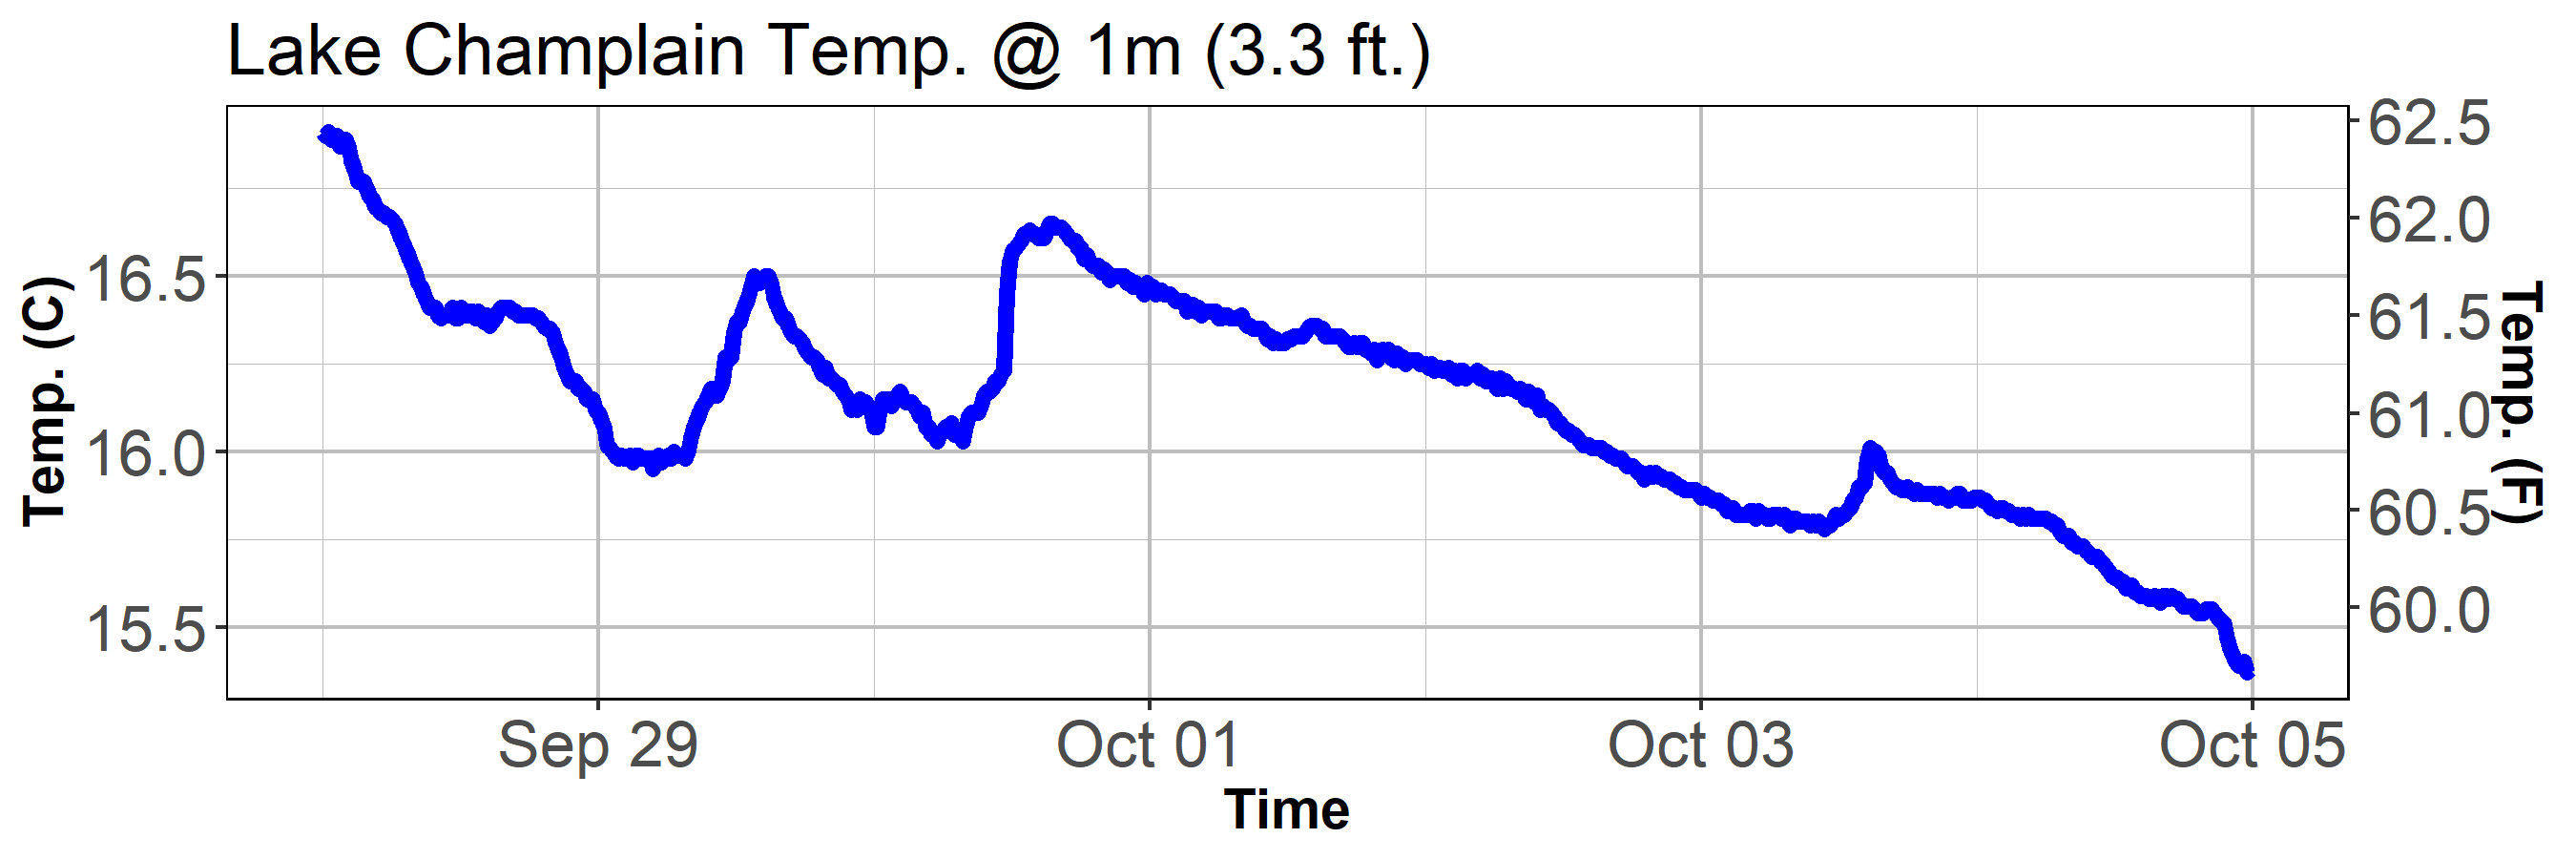 Lake Champlain Temp. @ 1m (3.3 ft.)
Temp. (C)
16.5
16.0
15.5
62.5
62.0
61.5
61.0
60.5
60.0
Temp. (F)
Sep 29
Oct 01
Oct 03
Oct 05
Time